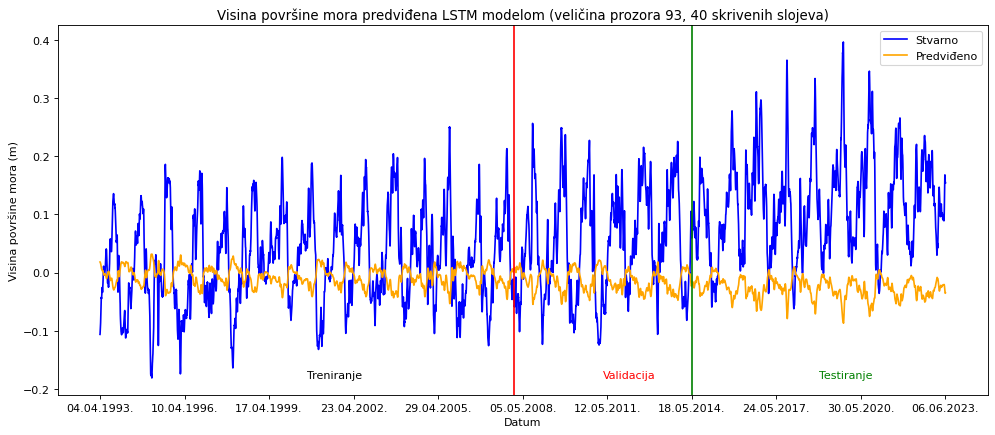 Visina površine mora predviđena LSTM modelom (veličina prozora 93, 40 skrivenih slojeva)
Stvarno
Predviđeno
Visina površine mora (m)
0.4
0.3
0.2
0.1
0.0
−0.1
−0.2
Treniranje
Validacija
Testiranje
04.04.1993.
10.04.1996.
17.04.1999.
23.04.2002.
29.04.2005.
05.05.2008.
12.05.2011.
18.05.2014.
24.05.2017.
30.05.2020.
06.06.2023.
Datum